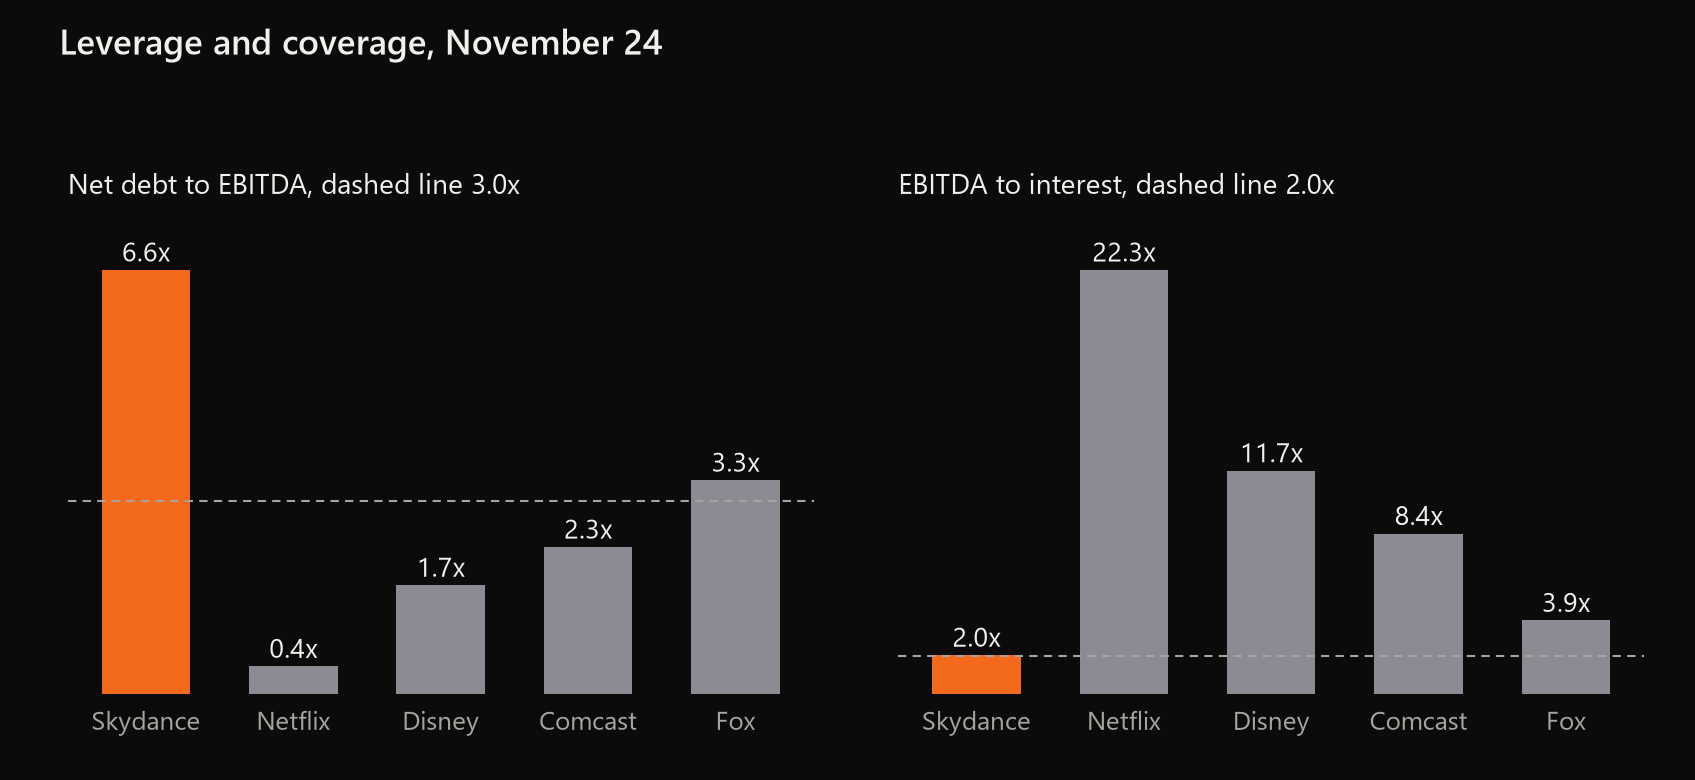 Leverage and coverage, November 24
Net debt to EBITDA, dashed line 3.0x
6.6x
0.4x
1.7x
2.3x
3.3x
Skydance
Netflix
Disney
Comcast
Fox
EBITDA to interest, dashed line 2.0x
2.0x
22.3x
11.7x
8.4x
3.9x
Skydance
Netflix
Disney
Comcast
Fox